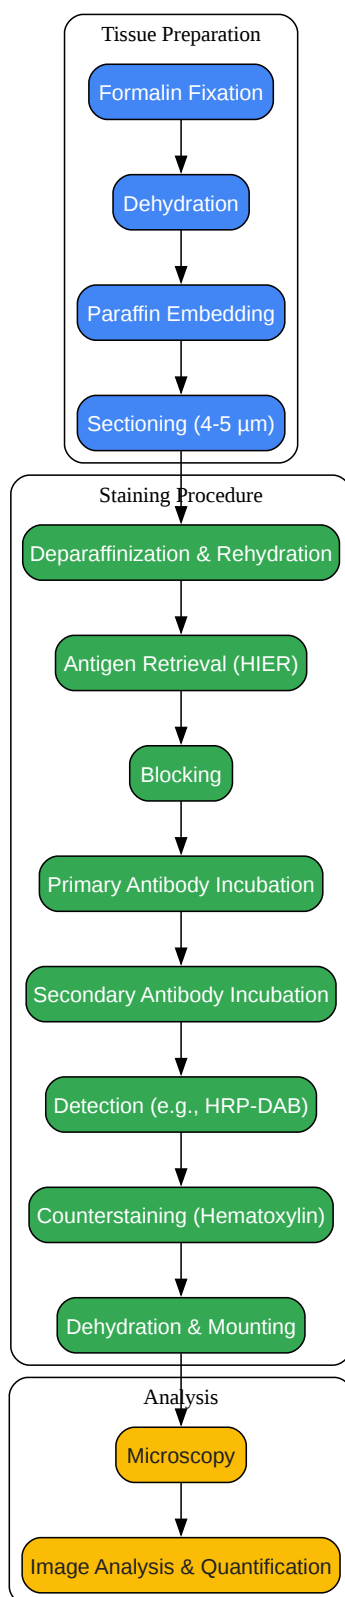 Tissue Preparation
Formalin Fixation
Dehydration
Paraffin Embedding
Sectioning (4-5 µm)
Staining Procedure
Deparaffinization & Rehydration
Antigen Retrieval (HIER)
Blocking
Primary Antibody Incubation
Secondary Antibody Incubation
Detection (e.g., HRP-DAB)
Counterstaining (Hematoxylin)
Dehydration & Mounting
Analysis
Microscopy
Image Analysis & Quantification